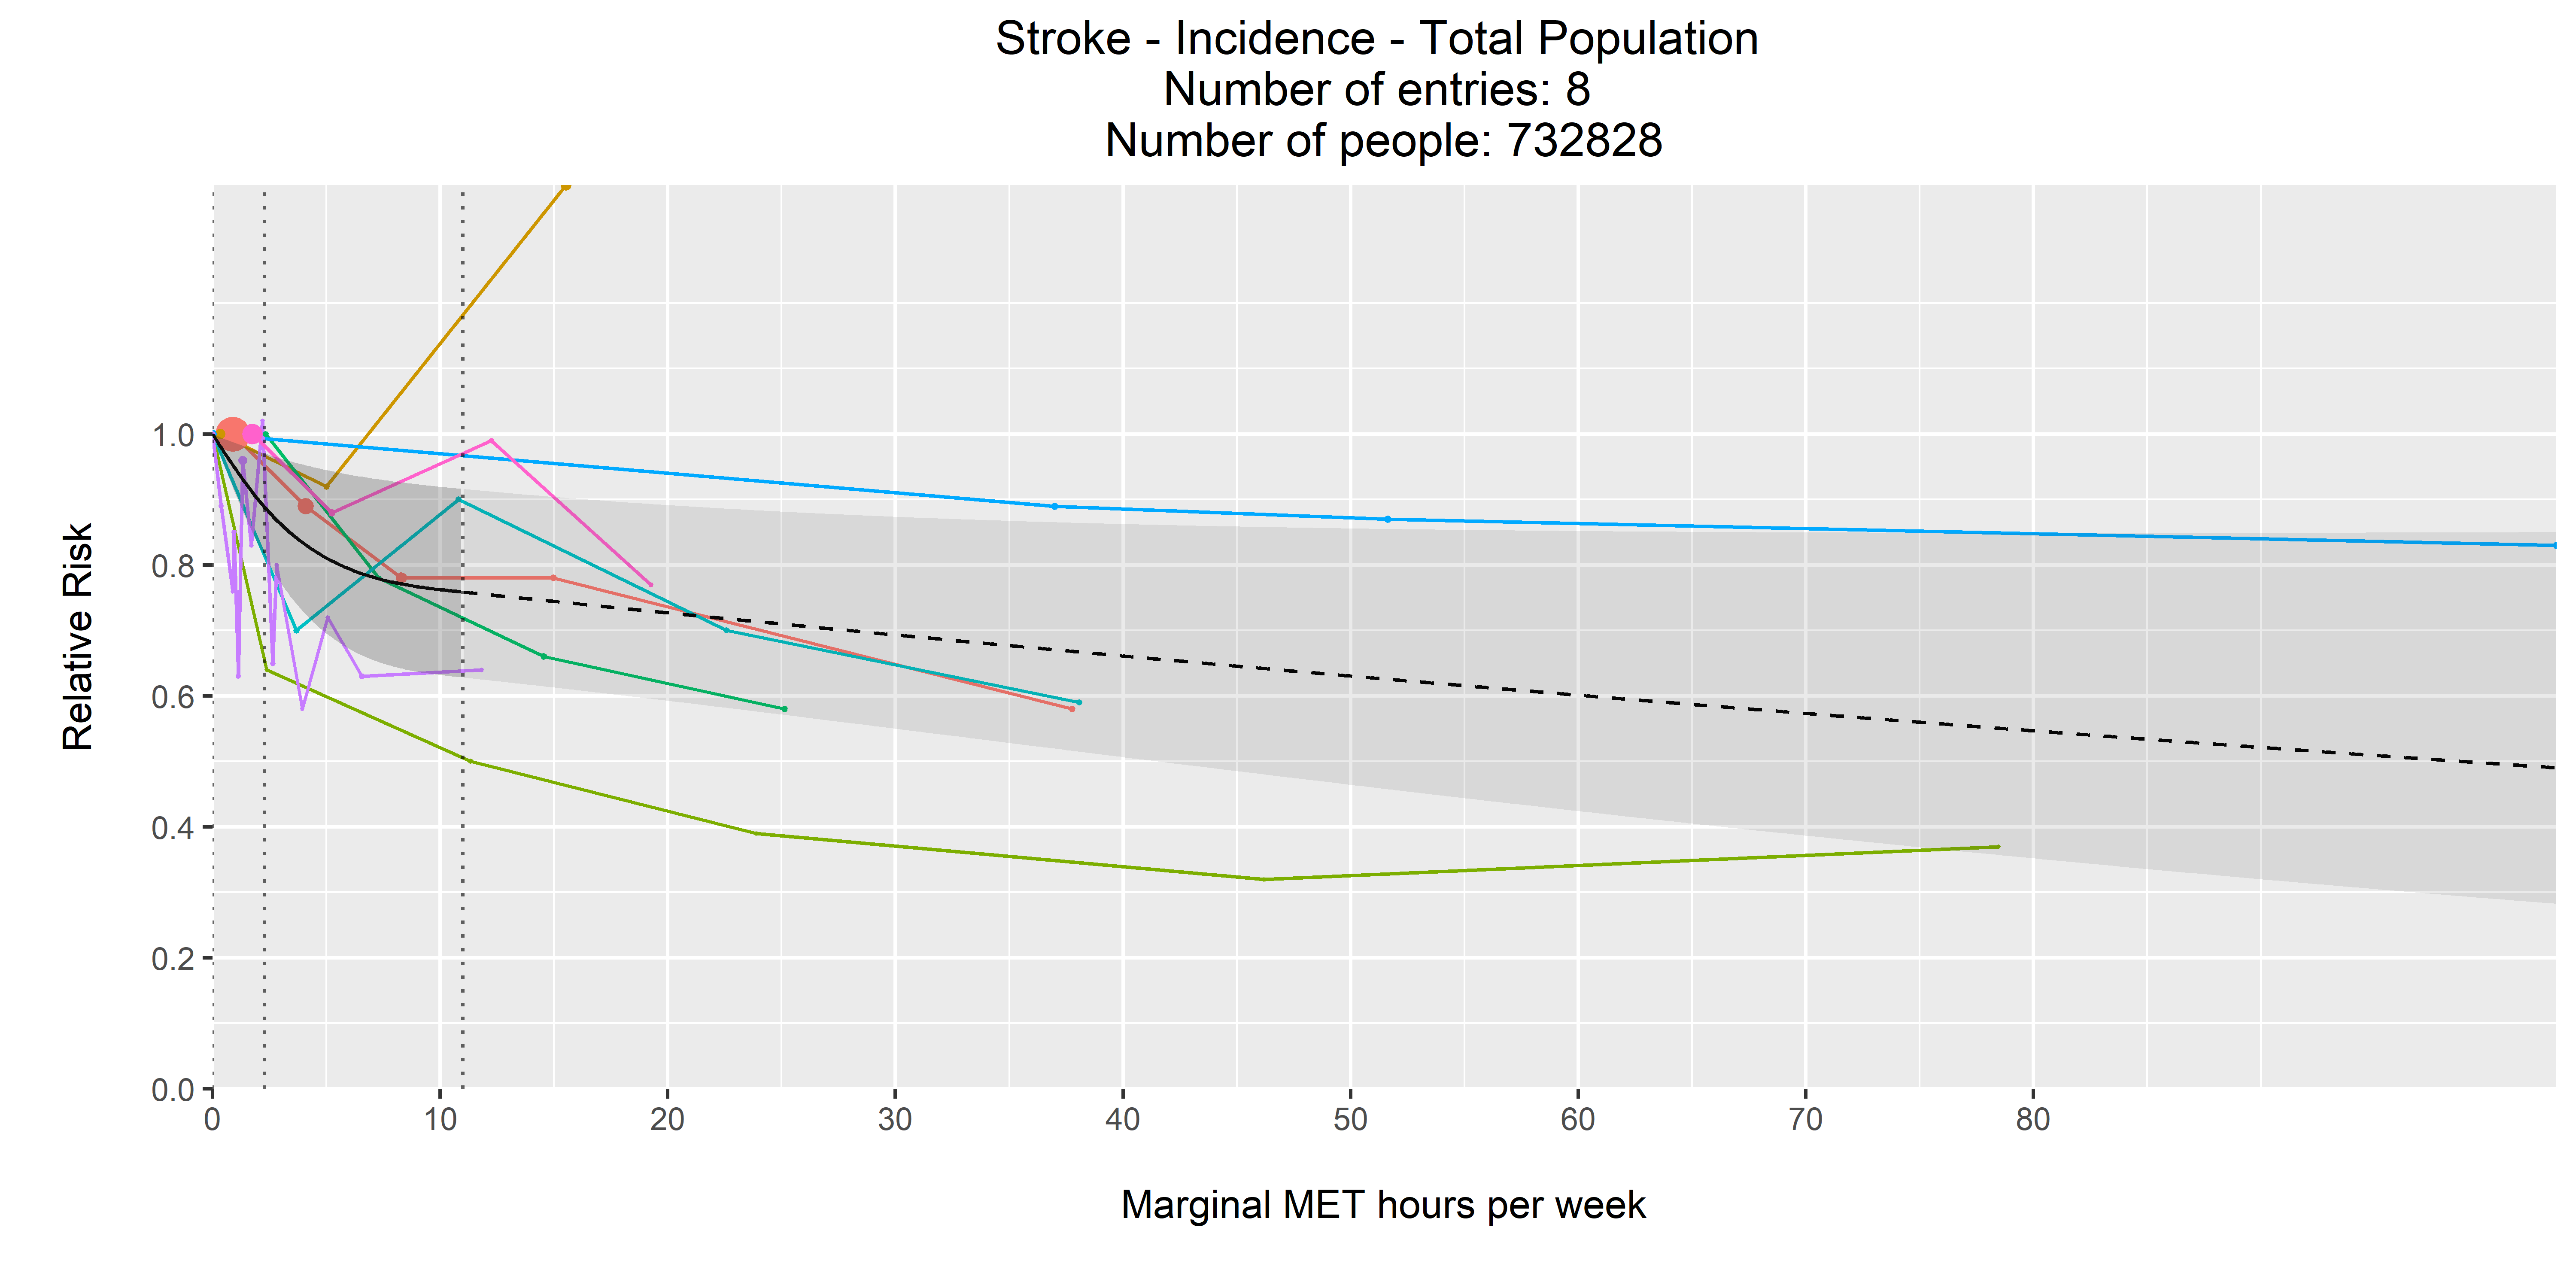 Stroke - Incidence - Total Population
Number of entries: 8
Number of people: 732828
Relative Risk
1.0
0.8
0.6
0.4
0.2
0.0
0 10 20 30 40 50 60 70 80
Marginal MET hours per week